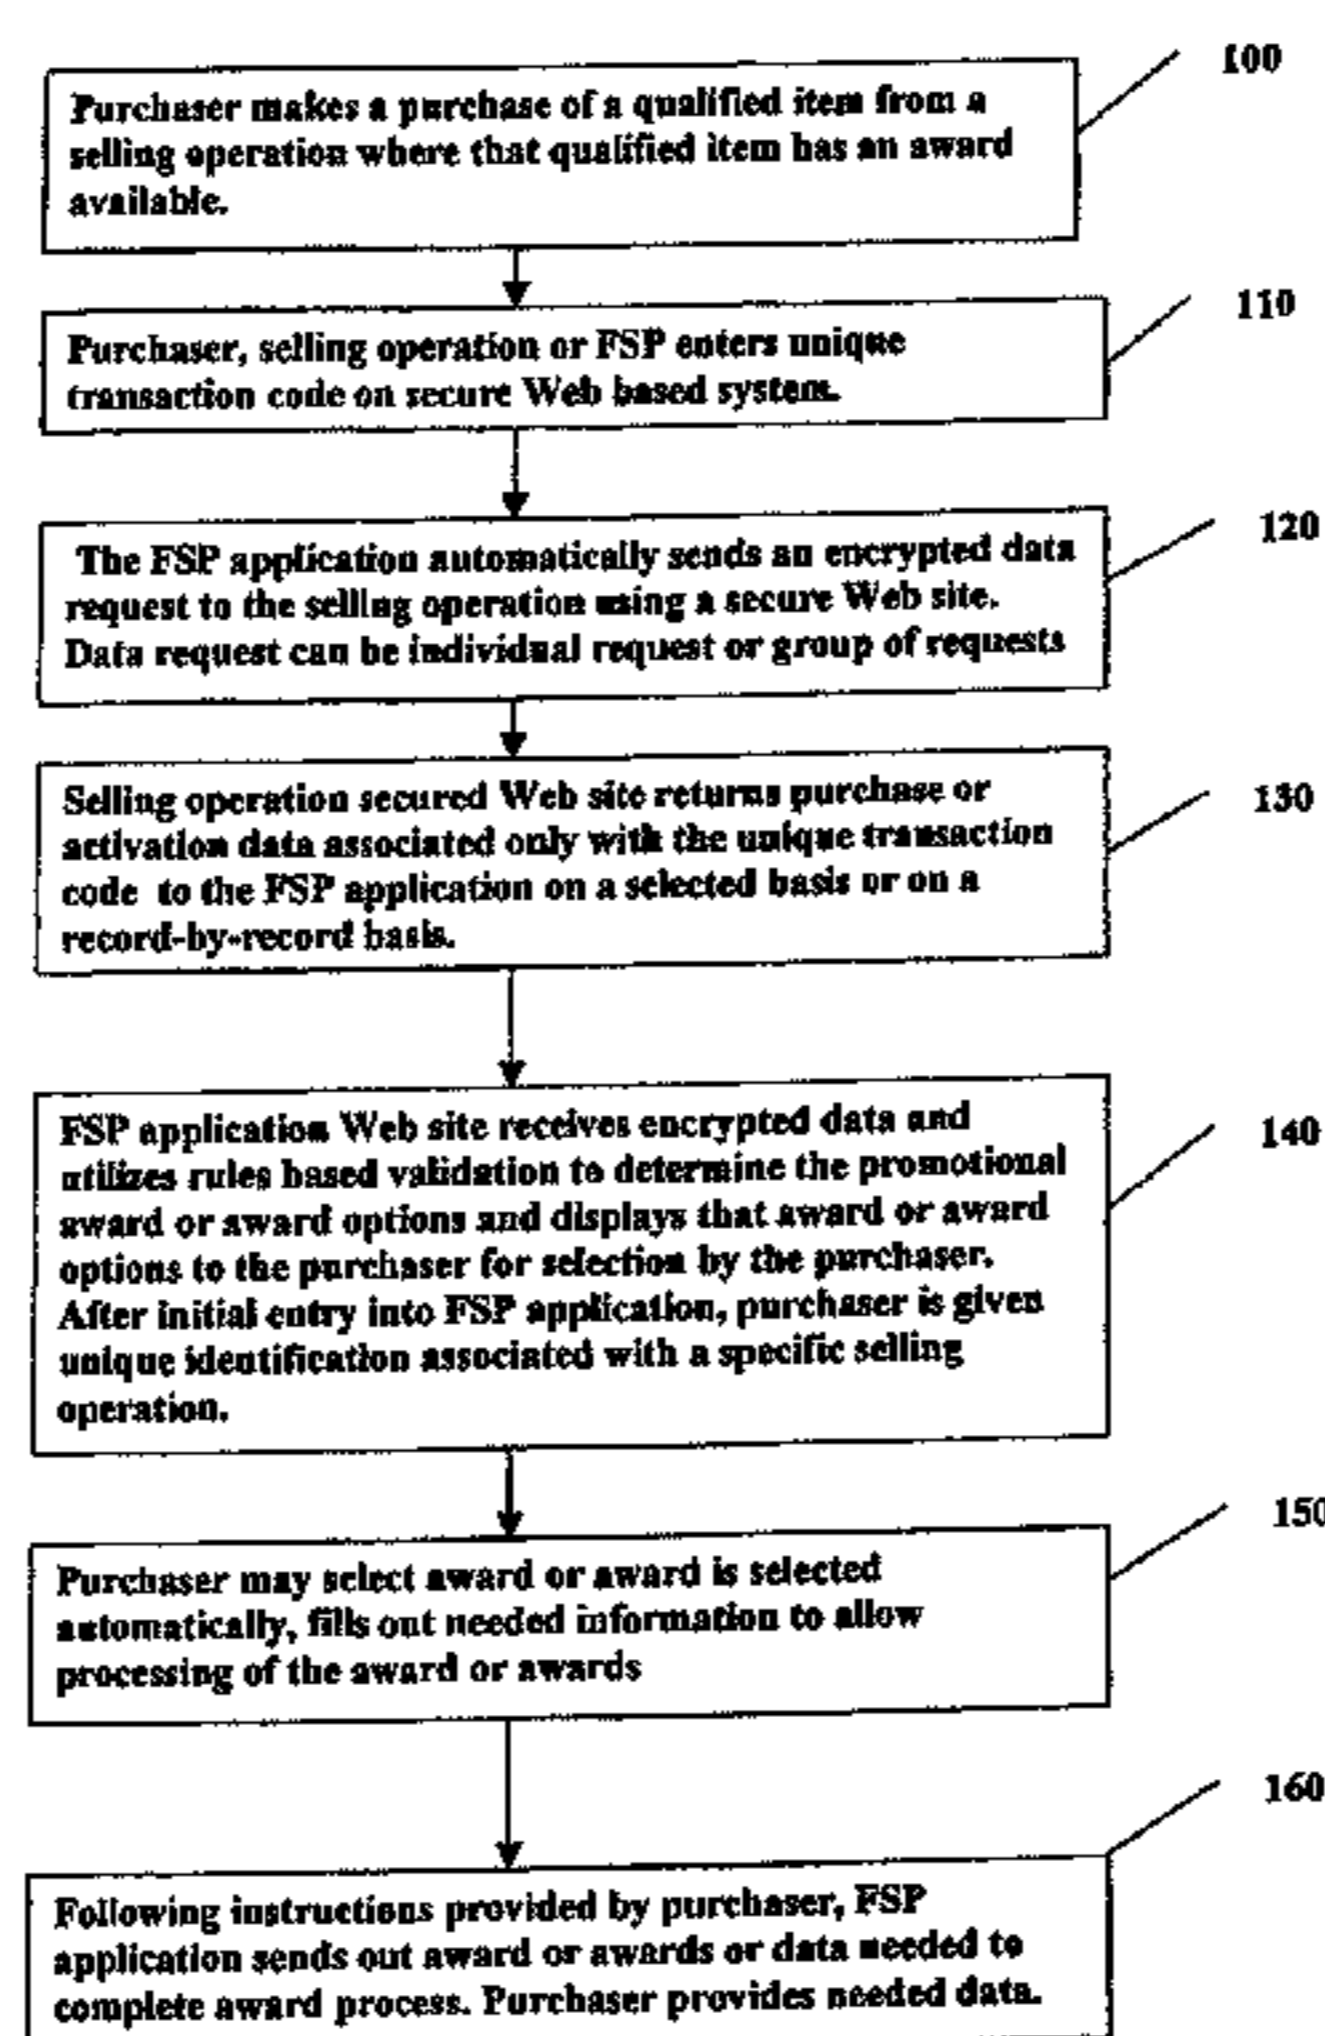 100
Purchaser makes a purchase of a qualified item from a
selling operation where that qualified item has an award
available.
110
Purchaser, selling operation or FSP enters unique
transaction code on secure Web based system.
120
The FSP application automatically sends an encrypted data
request to the selling operation using a secure Web site.
Data request can be individual request or group of requests
130
Selling operation secured Web site returns purchase or
activation data associated only with the unique transaction
code to the FSP application on a selected basis or on a
record-by-record basis.
140
FSP application Web site receives encrypted data and
utilizes rules based validation to determine the promotional
award or award options and displays that award or award
options to the purchaser for selection by the purchaser.
After initial entry into FSP application, purchaser is given
unique identification associated with a specific selling
operation.
150
Purchaser may select award or award is selected
automatically, fills out needed information to allow
processing of the award or awards
160
Following instructions provided by purchaser, FSP
application sends out award or awards or data needed to
complete award process. Purchaser provides needed data.